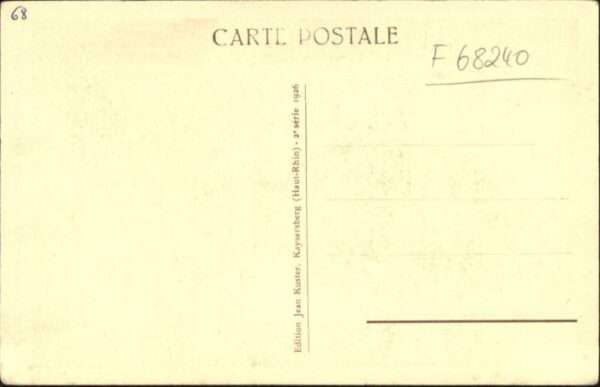 68
CARTE POSTALE
F 68240
Edition Jean Kuster, Kaysersberg (Haut-Rhin) - 2e série 1926